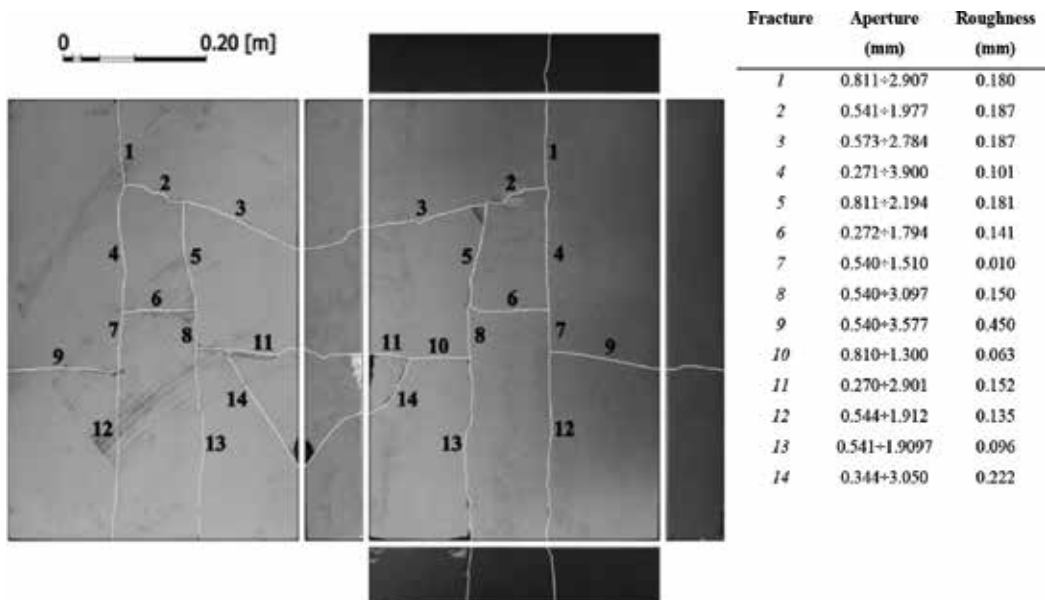 0 0.20 [m]
1 1
2 2
3 3
4 5 5 4
6 6
7 8 8 7
9 11 11 10 9
14 14
12 13 13 12
Fracture Aperture Roughness
(mm) (mm)
1 0.811÷2.907 0.180
2 0.541÷1.977 0.187
3 0.573÷2.784 0.187
4 0.271÷3.900 0.101
5 0.811÷2.194 0.181
6 0.272÷1.794 0.141
7 0.540÷1.510 0.010
8 0.540÷3.097 0.150
9 0.540÷3.577 0.450
10 0.810÷1.300 0.063
11 0.270÷2.901 0.152
12 0.544÷1.912 0.135
13 0.541÷1.9097 0.096
14 0.344÷3.050 0.222